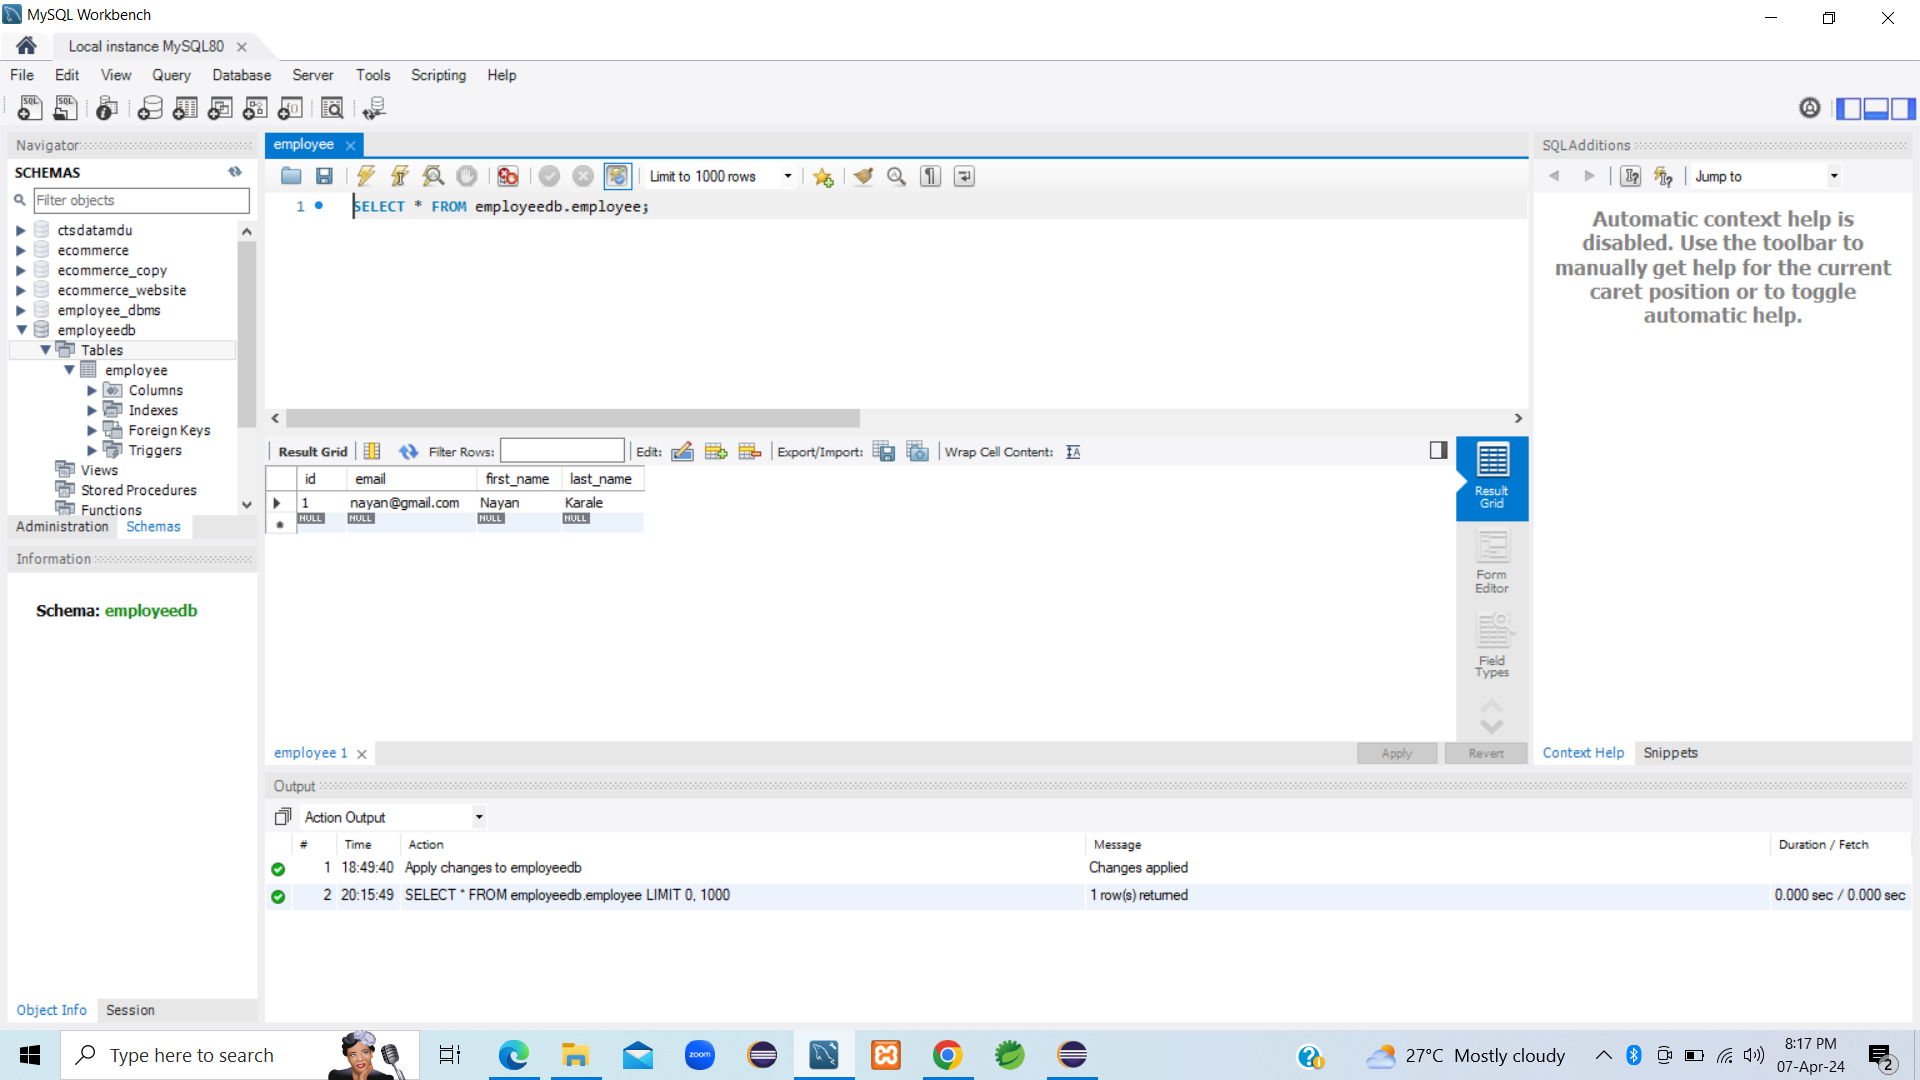 MySQL Workbench
Local instance MySQL80
File Edit View Query Database Server Tools Scripting Help
Navigator
SCHEMAS
Filter objects
ctsdatamdu
ecommerce
ecommerce_copy
ecommerce_website
employee_dbms
employeedb
Tables
employee
Columns
Indexes
Foreign Keys
Triggers
Views
Stored Procedures
Functions
Administration Schemas
Information
Schema: employeedb
Object Info Session
employee
Limit to 1000 rows
1 SELECT * FROM employeedb.employee;
Result Grid Filter Rows: Edit: Export/Import: Wrap Cell Content:
id email first_name last_name
1 nayan@gmail.com Nayan Karale
NULL NULL NULL NULL
Result
Grid
Form
Editor
Field
Types
employee 1
Apply Revert
SQLAdditions
Jump to
Automatic context help is
disabled. Use the toolbar to
manually get help for the current
caret position or to toggle
automatic help.
Context Help Snippets
Output
Action Output
# Time Action Message Duration / Fetch
1 18:49:40 Apply changes to employeedb Changes applied
2 20:15:49 SELECT * FROM employeedb.employee LIMIT 0, 1000 1 row(s) returned 0.000 sec / 0.000 sec
Type here to search
zoom
27°C Mostly cloudy
8:17 PM
07-Apr-24
2